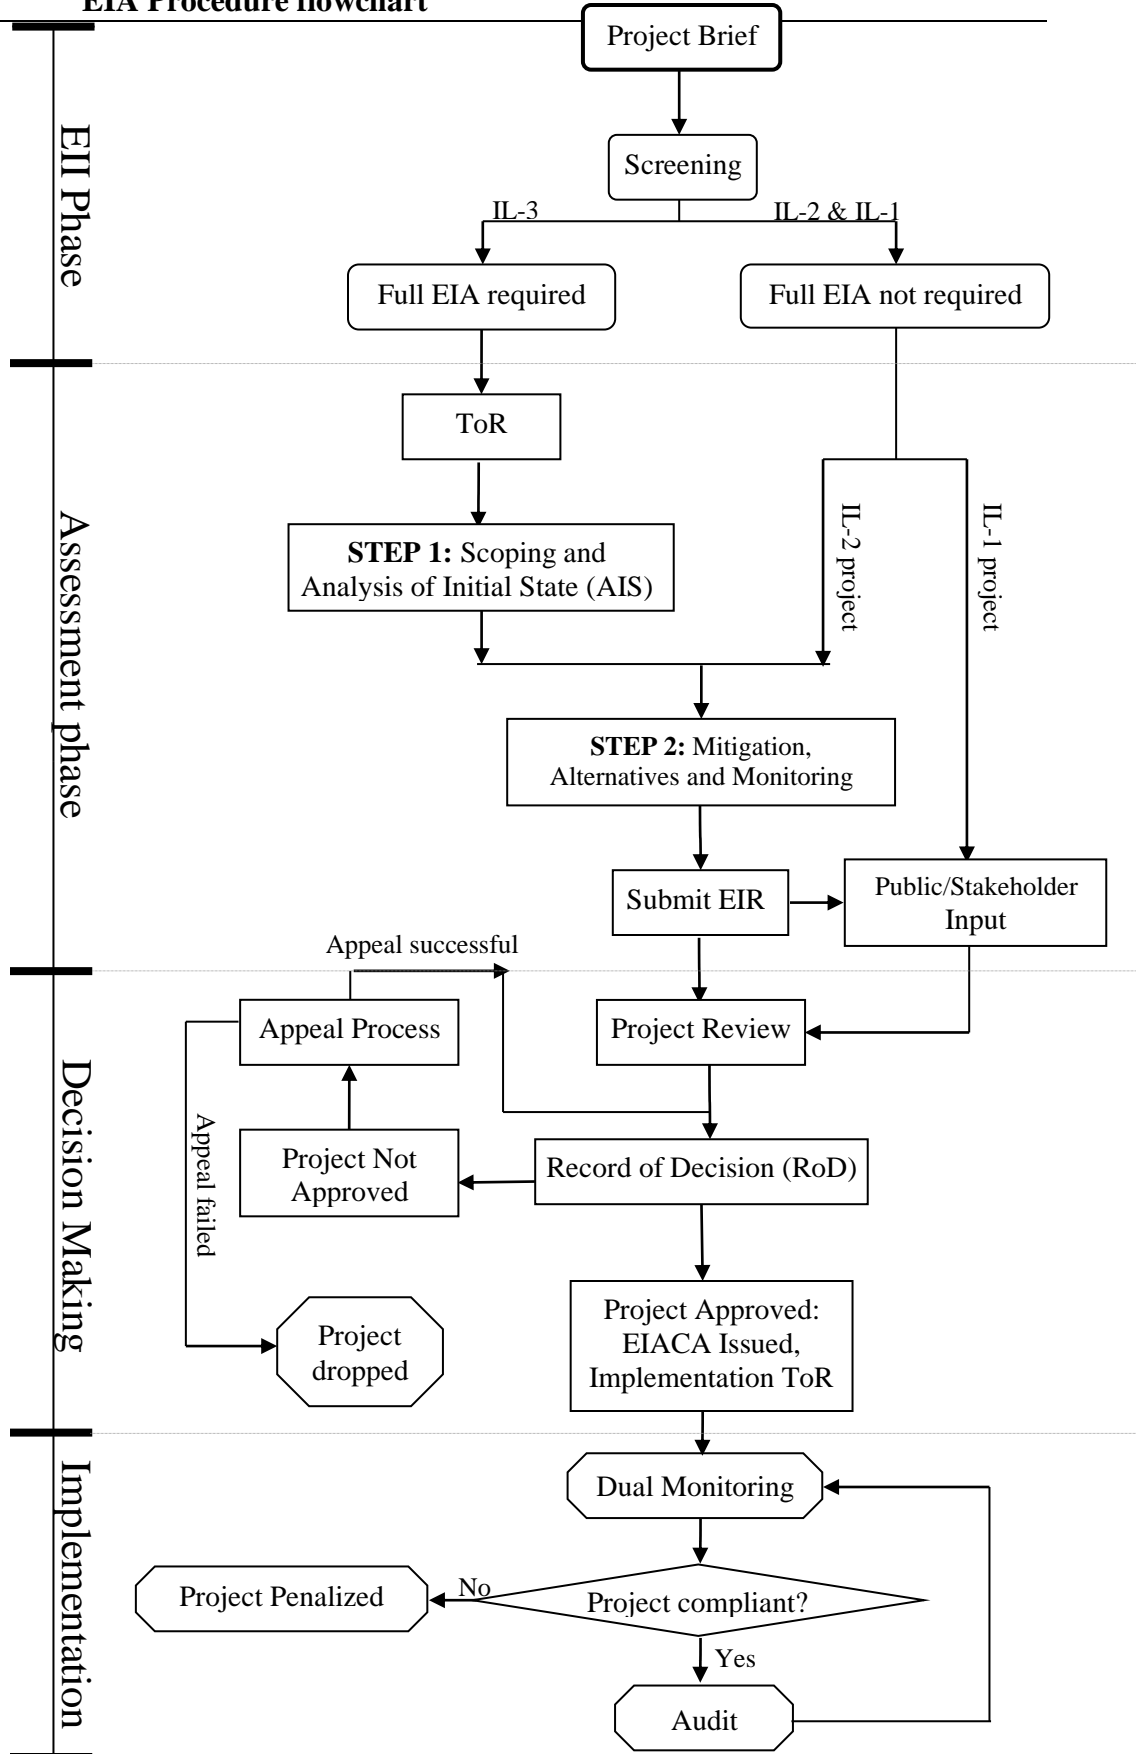 EIA Procedure flowchart
Project Brief
EII Phase
Screening
IL-3
IL-2 & IL-1
Full EIA required
Full EIA not required
Assessment phase
ToR
STEP 1: Scoping and
Analysis of Initial State (AIS)
IL-2 project
IL-1 project
STEP 2: Mitigation,
Alternatives and Monitoring
Submit EIR
Public/Stakeholder
Input
Appeal successful
Decision Making
Appeal Process
Project Review
Appeal failed
Project Not
Approved
Record of Decision (RoD)
Project Approved:
EIACA Issued,
Implementation ToR
Project
dropped
Implementation
Dual Monitoring
Project Penalized
No
Project compliant?
Yes
Audit